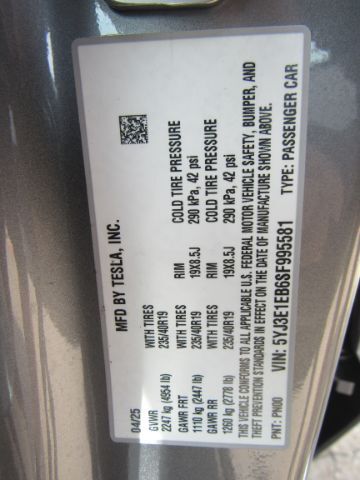 MFD BY TESLA, INC.
04/25
GVWR
2247 kg (4954 lb)
WITH TIRES
235/40R19
GAWR FRT
1110 kg (2447 lb)
WITH TIRES
235/40R19
RIM
19X8.5J
COLD TIRE PRESSURE
290 kPa, 42 psi
GAWR RR
1260 kg (2778 lb)
WITH TIRES
235/40R19
RIM
19X8.5J
COLD TIRE PRESSURE
290 kPa, 42 psi
THIS VEHICLE CONFORMS TO ALL APPLICABLE U.S. FEDERAL MOTOR VEHICLE SAFETY, BUMPER, AND
THEFT PREVENTION STANDARDS IN EFFECT ON THE DATE OF MANUFACTURE SHOWN ABOVE.
VIN: 5YJ3E1EB6SF995581
TYPE: PASSENGER CAR
PNT: PN00